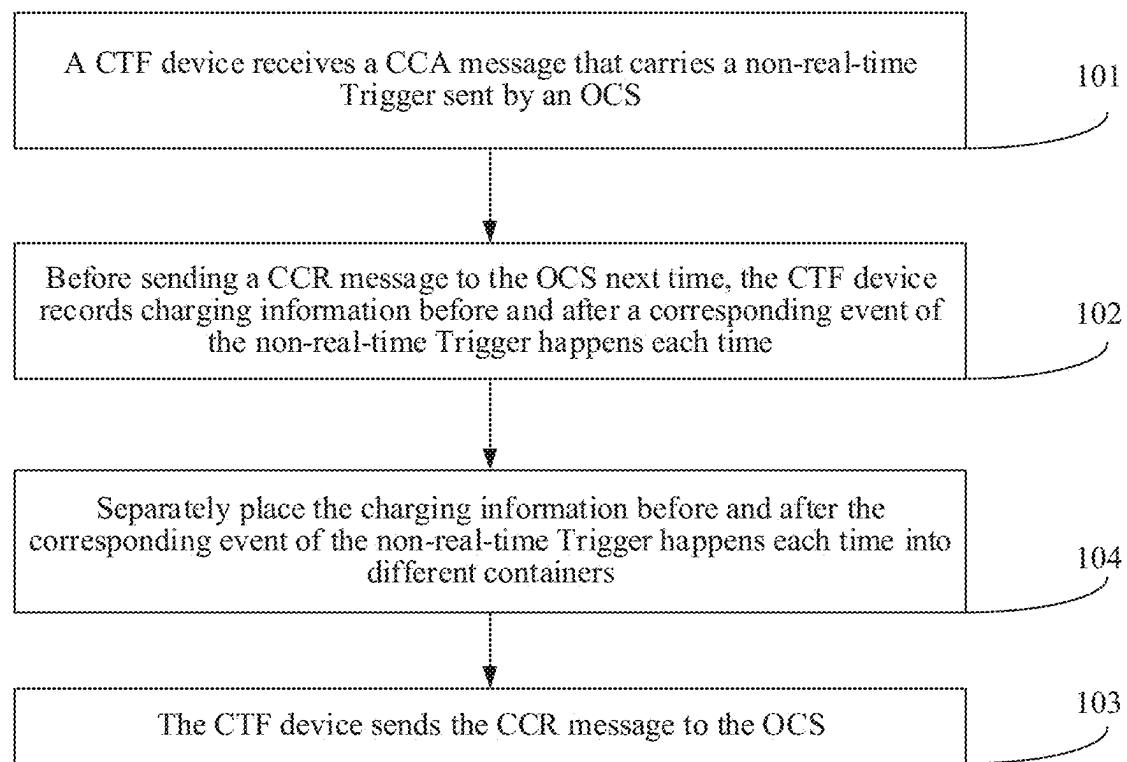 A CTF device receives a CCA message that carries a non-real-time
Trigger sent by an OCS
101
Before sending a CCR message to the OCS next time, the CTF device
records charging information before and after a corresponding event of
the non-real-time Trigger happens each time
102
Separately place the charging information before and after the
corresponding event of the non-real-time Trigger happens each time into
different containers
104
The CTF device sends the CCR message to the OCS
103